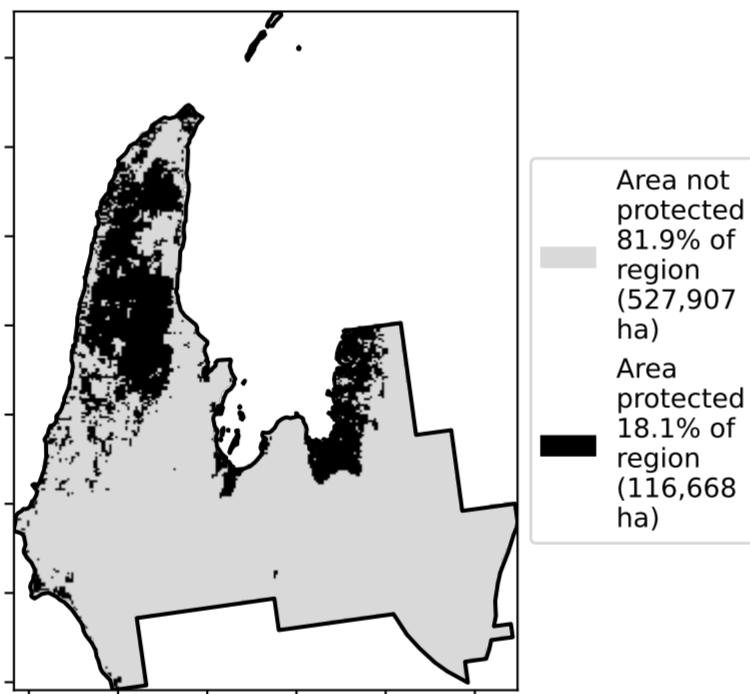 Area not
protected
81.9% of
region
(527,907
ha)
Area
protected
18.1% of
region
(116,668
ha)